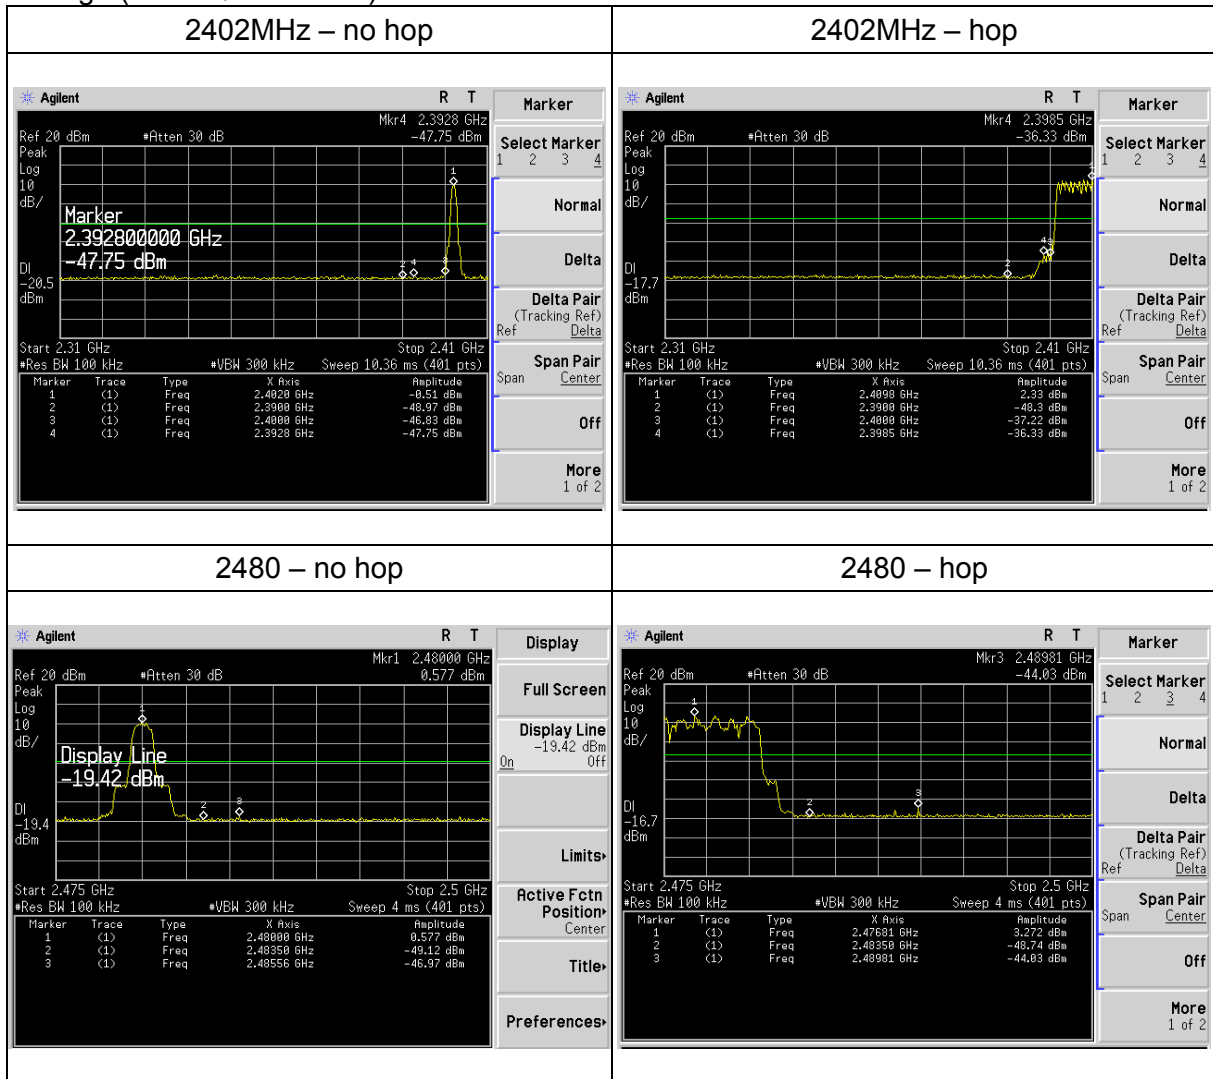 2402MHz – no hop
2402MHz – hop
Agilent R T
Mkr4 2.3928 GHz
Ref 20 dBm #Atten 30 dB -47.75 dBm
Peak
Log
10
dB/
Marker
2.392800000 GHz
-47.75 dBm
DI
-20.5
dBm
1
2 4 3
Start 2.31 GHz Stop 2.41 GHz
#Res BW 100 kHz #VBW 300 kHz Sweep 10.36 ms (401 pts)
Marker Trace Type X Axis Amplitude
1 (1) Freq 2.4020 GHz -0.51 dBm
2 (1) Freq 2.3900 GHz -48.97 dBm
3 (1) Freq 2.4000 GHz -46.83 dBm
4 (1) Freq 2.3928 GHz -47.75 dBm
Marker
Select Marker
1 2 3 4
Normal
Delta
Delta Pair
(Tracking Ref)
Ref Delta
Span Pair
Span Center
Off
More
1 of 2
Agilent R T
Mkr4 2.3985 GHz
Ref 20 dBm #Atten 30 dB -36.33 dBm
Peak
Log
10
dB/
DI
-17.7
dBm
2
Start 2.31 GHz Stop 2.41 GHz
#Res BW 100 kHz #VBW 300 kHz Sweep 10.36 ms (401 pts)
Marker Trace Type X Axis Amplitude
1 (1) Freq 2.4098 GHz 2.33 dBm
2 (1) Freq 2.3900 GHz -48.3 dBm
3 (1) Freq 2.4000 GHz -37.22 dBm
4 (1) Freq 2.3985 GHz -36.33 dBm
Marker
Select Marker
1 2 3 4
Normal
Delta
Delta Pair
(Tracking Ref)
Ref Delta
Span Pair
Span Center
Off
More
1 of 2
2480 – no hop
2480 – hop
Agilent R T
Mkr1 2.48000 GHz
Ref 20 dBm #Atten 30 dB 0.577 dBm
Peak
Log
10
dB/
Display Line
-19.42 dBm
DI
-19.4
dBm
1
2 3
Start 2.475 GHz Stop 2.5 GHz
#Res BW 100 kHz #VBW 300 kHz Sweep 4 ms (401 pts)
Marker Trace Type X Axis Amplitude
1 (1) Freq 2.48000 GHz 0.577 dBm
2 (1) Freq 2.48350 GHz -49.12 dBm
3 (1) Freq 2.48556 GHz -46.97 dBm
Display
Full Screen
Display Line
-19.42 dBm
On Off
Limits
Active Fctn
Position
Center
Title
Preferences
Agilent R T
Mkr3 2.48981 GHz
Ref 20 dBm #Atten 30 dB -44.03 dBm
Peak
Log
10
dB/
DI
-16.7
dBm
1
2 3
Start 2.475 GHz Stop 2.5 GHz
#Res BW 100 kHz #VBW 300 kHz Sweep 4 ms (401 pts)
Marker Trace Type X Axis Amplitude
1 (1) Freq 2.47681 GHz 3.272 dBm
2 (1) Freq 2.48350 GHz -48.74 dBm
3 (1) Freq 2.48981 GHz -44.03 dBm
Marker
Select Marker
1 2 3 4
Normal
Delta
Delta Pair
(Tracking Ref)
Ref Delta
Span Pair
Span Center
Off
More
1 of 2